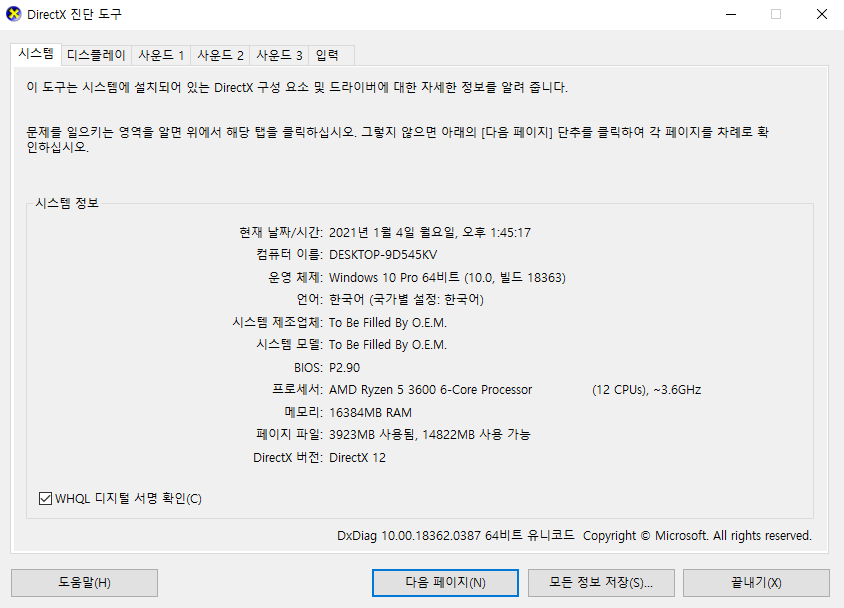 DirectX 진단 도구
시스템 디스플레이 사운드 1 사운드 2 사운드 3 입력
이 도구는 시스템에 설치되어 있는 DirectX 구성 요소 및 드라이버에 대한 자세한 정보를 알려 줍니다.
문제를 일으키는 영역을 알면 위에서 해당 탭을 클릭하십시오. 그렇지 않으면 아래의 [다음 페이지] 단추를 클릭하여 각 페이지를 차례로 확
인하십시오.
시스템 정보
현재 날짜/시간: 2021년 1월 4일 월요일, 오후 1:45:17
컴퓨터 이름: DESKTOP-9D545KV
운영 체제: Windows 10 Pro 64비트 (10.0, 빌드 18363)
언어: 한국어 (국가별 설정: 한국어)
시스템 제조업체: To Be Filled By O.E.M.
시스템 모델: To Be Filled By O.E.M.
BIOS: P2.90
프로세서: AMD Ryzen 5 3600 6-Core Processor (12 CPUs), ~3.6GHz
메모리: 16384MB RAM
페이지 파일: 3923MB 사용됨, 14822MB 사용 가능
DirectX 버전: DirectX 12
WHQL 디지털 서명 확인(C)
DxDiag 10.00.18362.0387 64비트 유니코드 Copyright © Microsoft. All rights reserved.
도움말(H) 다음 페이지(N) 모든 정보 저장(S)... 끝내기(X)